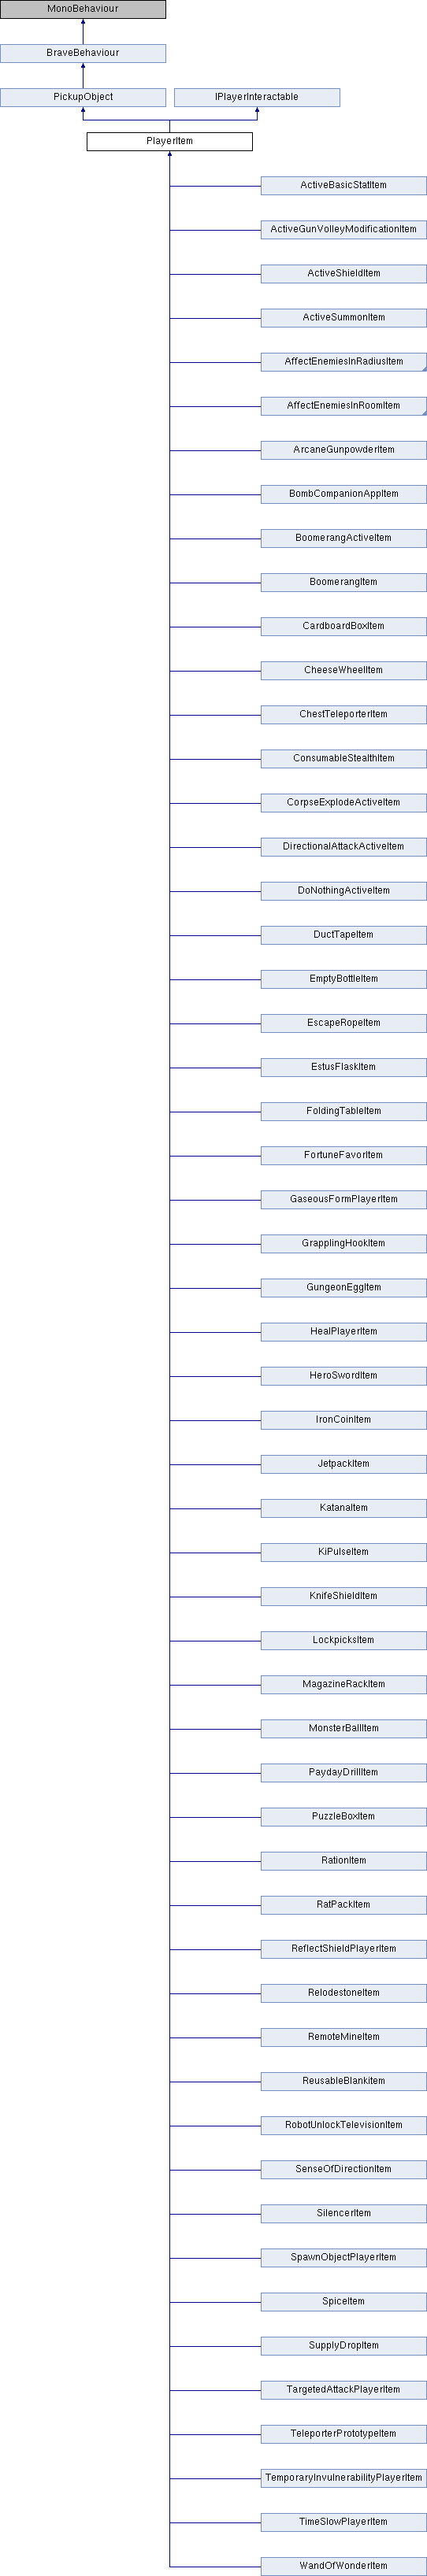 MonoBehaviour
BraveBehaviour
PickupObject
IPlayerInteractable
PlayerItem
ActiveBasicStatItem
ActiveGunVolleyModificationItem
ActiveShieldItem
ActiveSummonItem
AffectEnemiesInRadiusItem
AffectEnemiesInRoomItem
ArcaneGunpowderItem
BombCompanionAppItem
BoomerangActiveItem
BoomerangItem
CardboardBoxItem
CheeseWheelItem
ChestTeleporterItem
ConsumableStealthItem
CorpseExplodeActiveItem
DirectionalAttackActiveItem
DoNothingActiveItem
DuctTapeItem
EmptyBottleItem
EscapeRopeItem
EstusFlaskItem
FoldingTableItem
FortuneFavorItem
GaseousFormPlayerItem
GrapplingHookItem
GungeonEggItem
HealPlayerItem
HeroSwordItem
IronCoinItem
JetpackItem
KatanaItem
KiPulseItem
KnifeShieldItem
LockpicksItem
MagazineRackItem
MonsterBallItem
PaydayDrillItem
PuzzleBoxItem
RationItem
RatPackItem
ReflectShieldPlayerItem
RelodestoneItem
RemoteMineItem
ReusableBlankitem
RobotUnlockTelevisionItem
SenseOfDirectionItem
SilencerItem
SpawnObjectPlayerItem
SpiceItem
SupplyDropItem
TargetedAttackPlayerItem
TeleporterPrototypeItem
TemporaryInvulnerabilityPlayerItem
TimeSlowPlayerItem
WandOfWonderItem